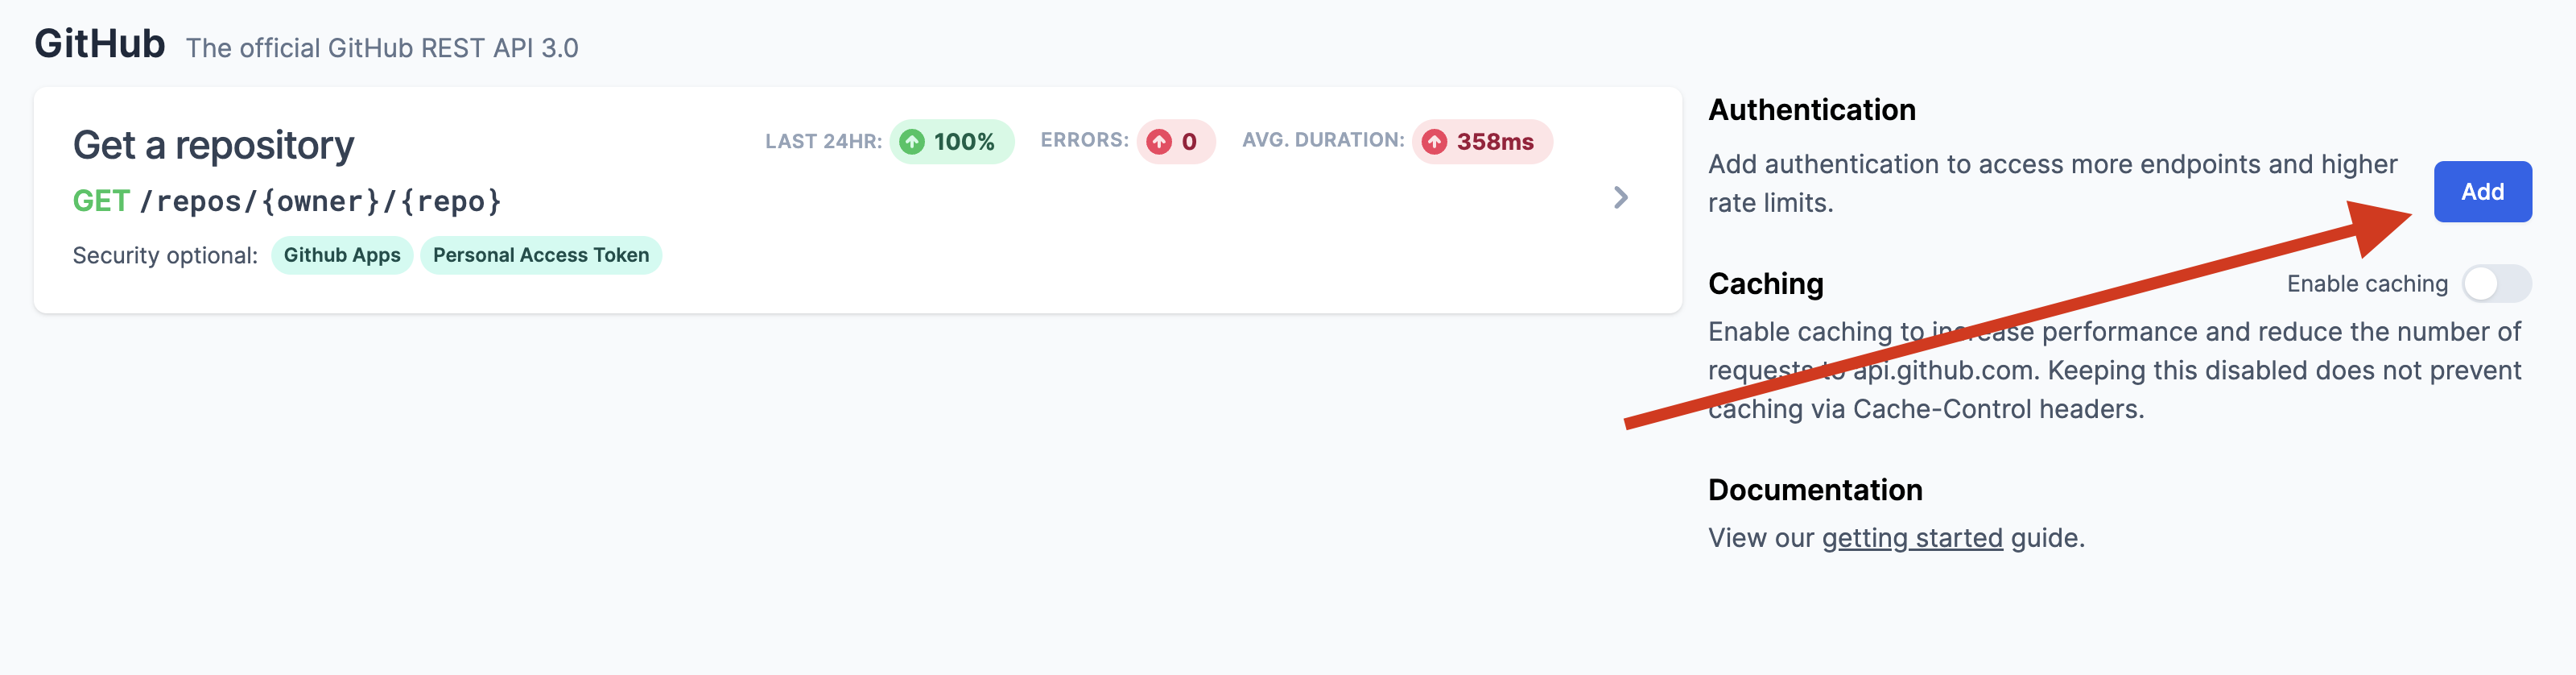 GitHub The official GitHub REST API 3.0
Get a repository
LAST 24HR: 100% ERRORS: 0 AVG. DURATION: 358ms
GET /repos/{owner}/{repo}
Security optional: Github Apps Personal Access Token
Authentication
Add authentication to access more endpoints and higher
rate limits.
Add
Caching
Enable caching
Enable caching to increase performance and reduce the number of
requests to api.github.com. Keeping this disabled does not prevent
caching via Cache-Control headers.
Documentation
View our getting started guide.